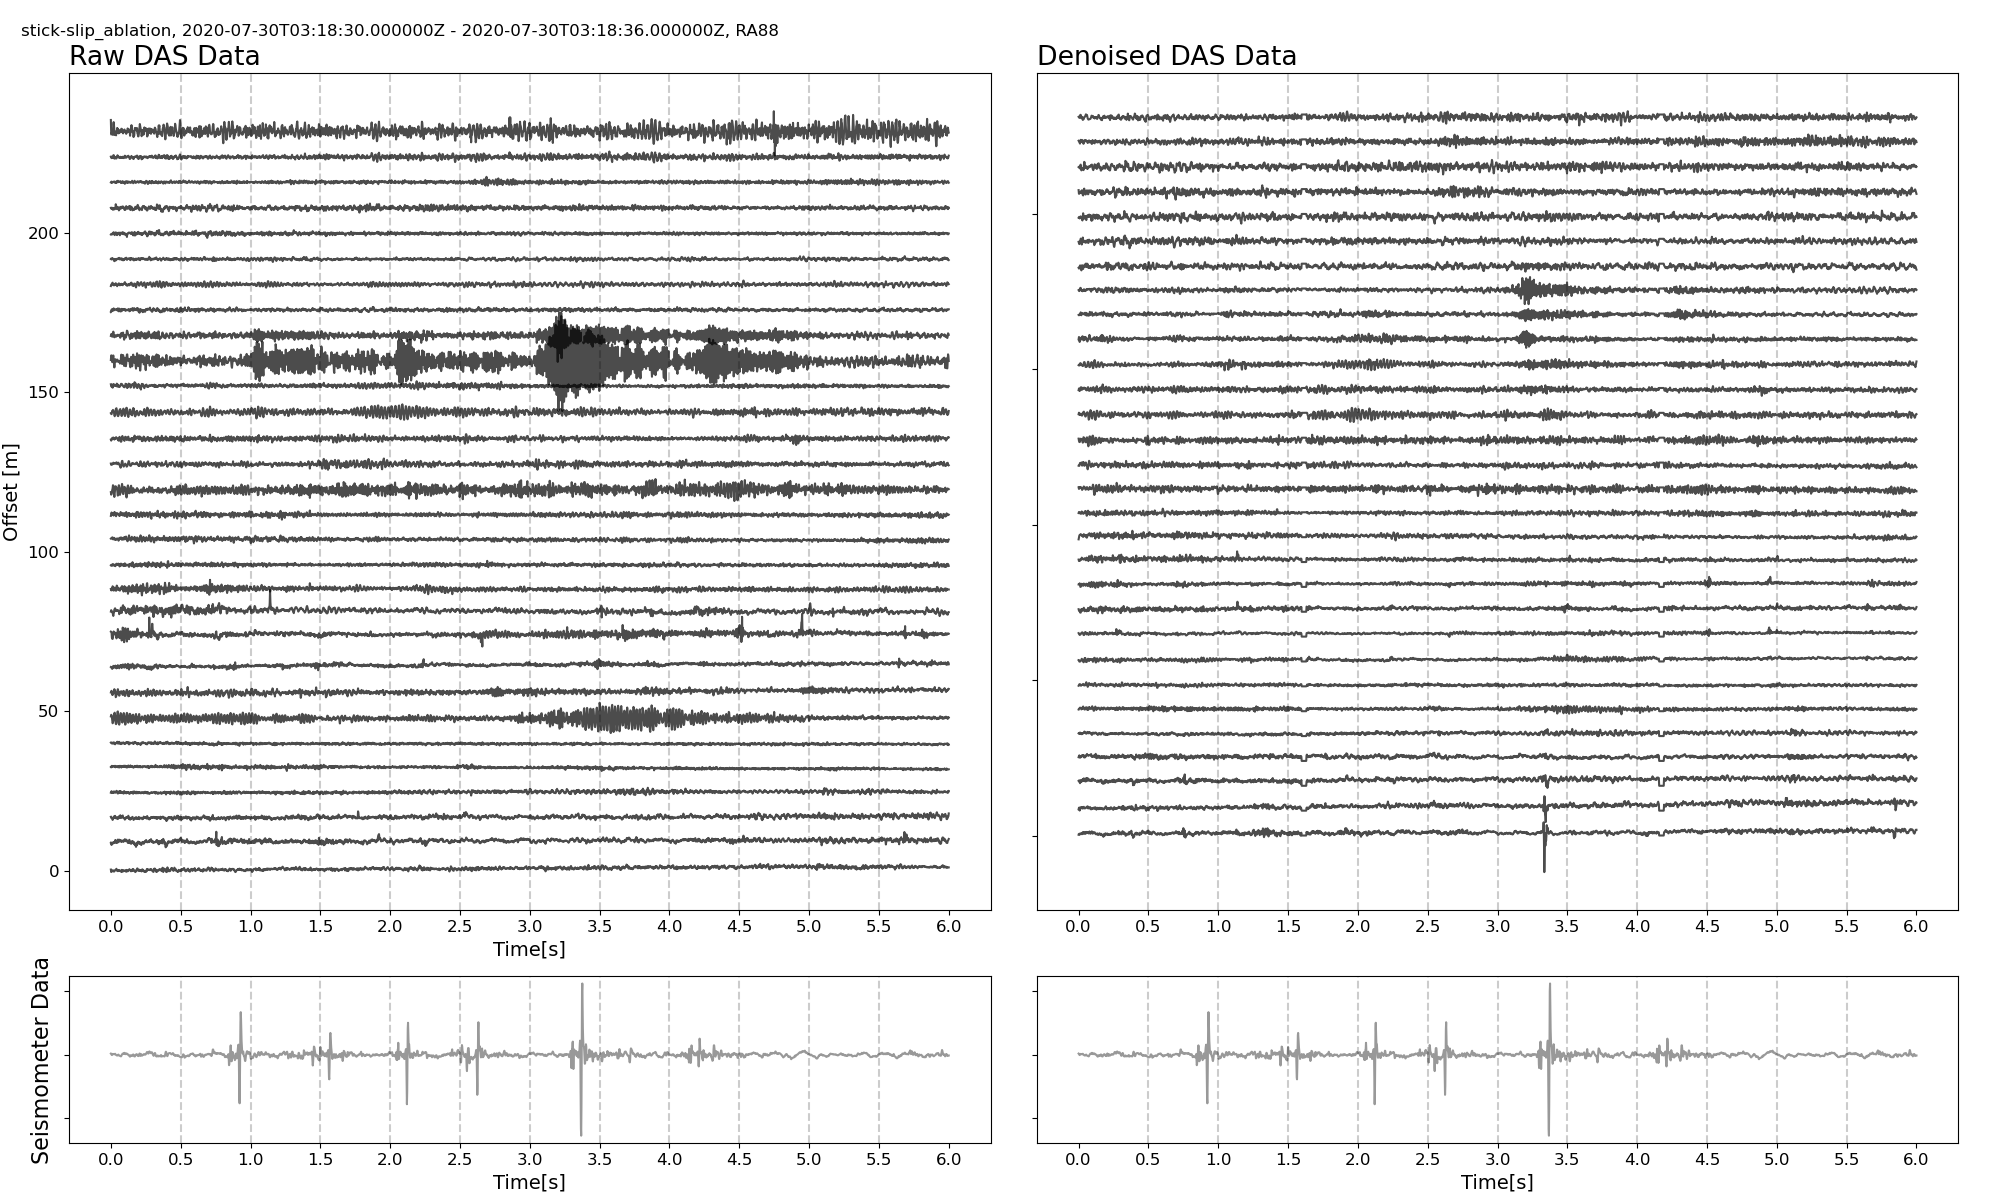 stick-slip_ablation, 2020-07-30T03:18:30.000000Z - 2020-07-30T03:18:36.000000Z, RA88
Raw DAS Data
Denoised DAS Data
Offset [m]
200
150
100
50
0
0.0 0.5 1.0 1.5 2.0 2.5 3.0 3.5 4.0 4.5 5.0 5.5 6.0
Time[s]
0.0 0.5 1.0 1.5 2.0 2.5 3.0 3.5 4.0 4.5 5.0 5.5 6.0
Seismometer Data
0.0 0.5 1.0 1.5 2.0 2.5 3.0 3.5 4.0 4.5 5.0 5.5 6.0
Time[s]
0.0 0.5 1.0 1.5 2.0 2.5 3.0 3.5 4.0 4.5 5.0 5.5 6.0
Time[s]